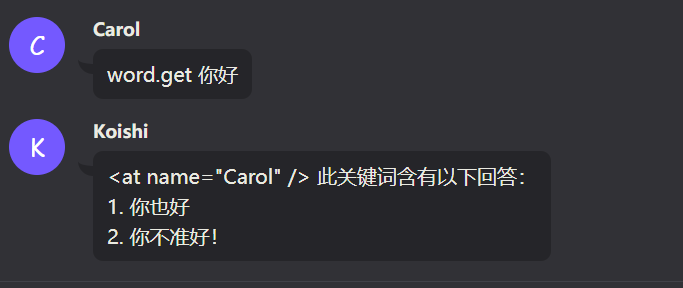 C
Carol
word.get 你好
K
Koishi
<at name="Carol" /> 此关键词含有以下回答：
1. 你也好
2. 你不准好！